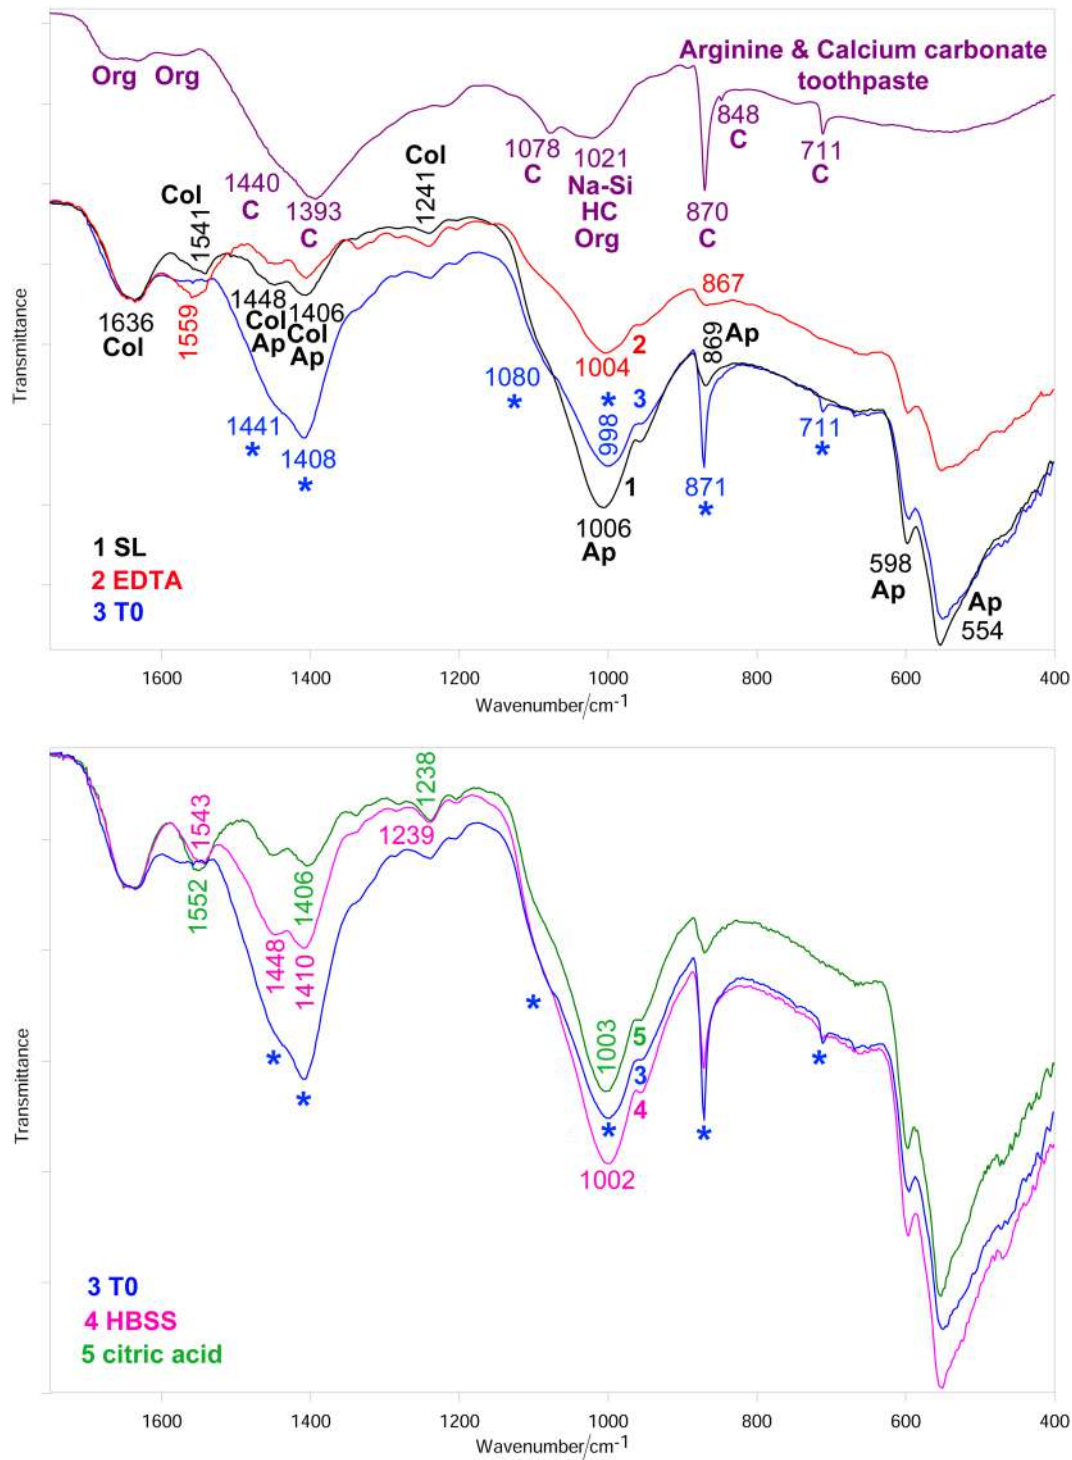 Arginine & Calcium carbonate
toothpaste
Org Org
1440
C
1393
C
1078
C
1021
Na-Si
HC
Org
848
C
870
C
711
C
Col
1541
Col
1241
1636
Col
1559
1448
Col
Ap
1406
Col
Ap
1441
*
1408
*
1080
*
1004
*
998
2
3
1
1006
Ap
867
869
Ap
871
*
711
*
598
Ap
Ap
554
1 SL
2 EDTA
3 T0
Transmittance
1600 1400 1200 1000 800 600 400
Wavenumber/cm-1
1543
1552
1238
1239
1406
1448
1410
*
*
*
1003
5
3
4
*
1002
*
*
3 T0
4 HBSS
5 citric acid
Transmittance
1600 1400 1200 1000 800 600 400
Wavenumber/cm-1